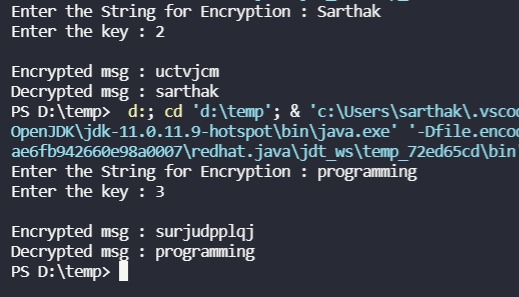 Enter the String for Encryption : Sarthak
Enter the key : 2
Encrypted msg : uctvjcm
Decrypted msg : sarthak
PS D:\temp>  d:; cd 'd:\temp'; & 'c:\Users\sarthak\.vscod
OpenJDK\jdk-11.0.11.9-hotspot\bin\java.exe' '-Dfile.encod
ae6fb942660e98a0007\redhat.java\jdt_ws\temp_72ed65cd\bin'
Enter the String for Encryption : programming
Enter the key : 3
Encrypted msg : surjudpplqj
Decrypted msg : programming
PS D:\temp>